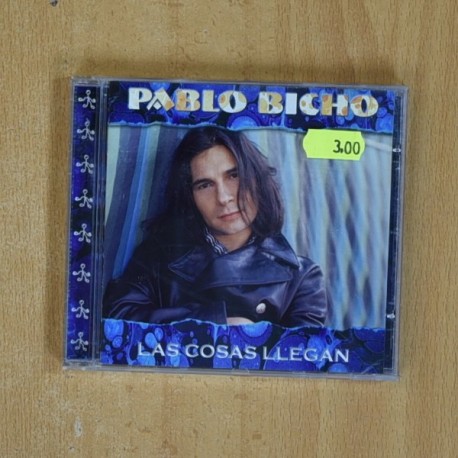 PABLO BICHO
3,00
LAS COSAS LLEGAN